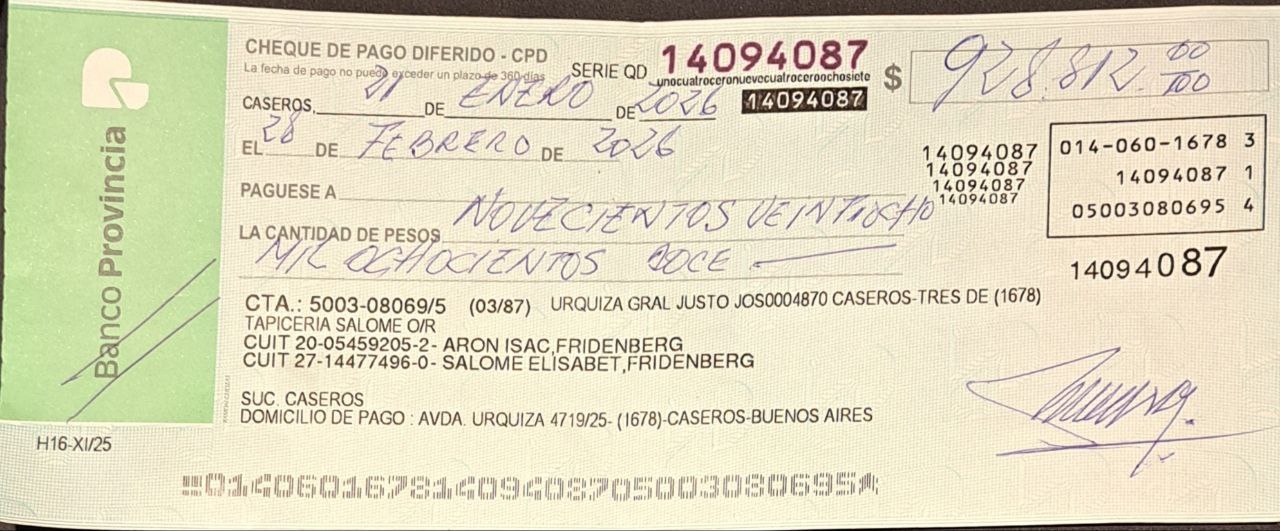 Banco Provincia
CHEQUE DE PAGO DIFERIDO - CPD
La fecha de pago no puede exceder un plazo de 360 días
SERIE QD 14094087
unocuatroceronuevecuatroceroochosiete
14094087
$ 928.812.00/100
CASEROS, 21 DE ENERO DE 2026
EL 28 DE FEBRERO DE 2026
14094087
14094087
14094087
14094087
014-060-1678 3
14094087 1
05003080695 4
PAGUESE A
LA CANTIDAD DE PESOS NOVECIENTOS VEINTIOCHO
MIL OCHOCIENTOS DOCE
14094087
CTA.: 5003-08069/5 (03/87) URQUIZA GRAL JUSTO JOS0004870 CASEROS-TRES DE (1678)
TAPICERIA SALOME O/R
CUIT 20-05459205-2- ARON ISAC,FRIDENBERG
CUIT 27-14477496-0- SALOME ELISABET,FRIDENBERG
SUC. CASEROS
DOMICILIO DE PAGO : AVDA. URQUIZA 4719/25- (1678)-CASEROS-BUENOS AIRES
H16-XI/25
01406016781409408705003080695